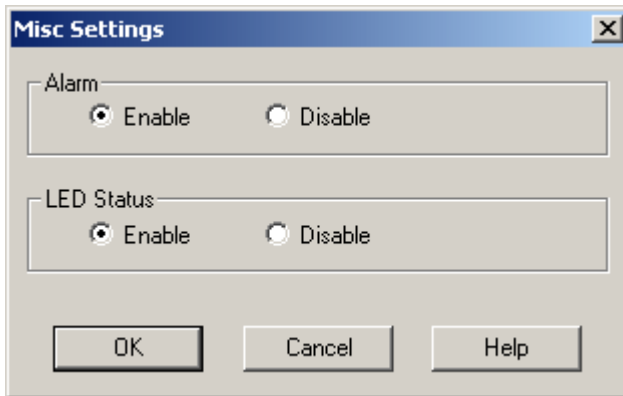 Misc Settings
Alarm
Enable Disable
LED Status
Enable Disable
OK Cancel Help